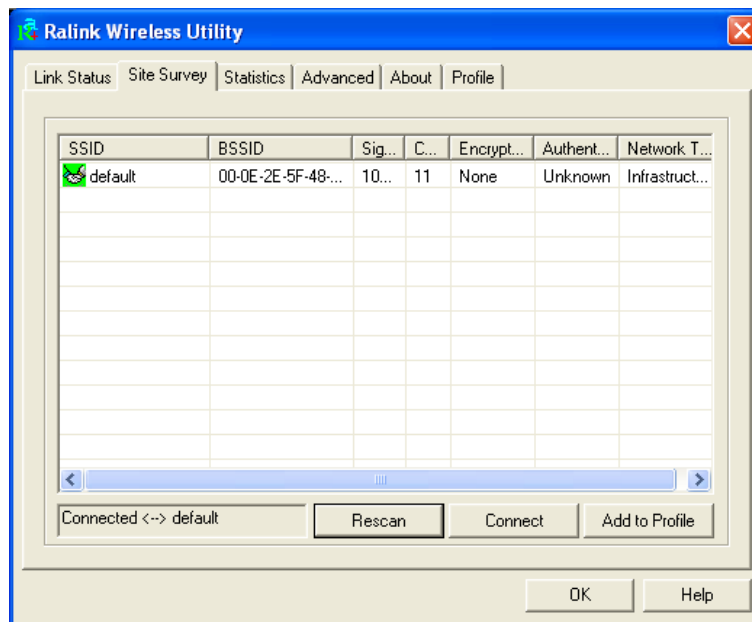 Ralink Wireless Utility
Link Status Site Survey Statistics Advanced About Profile
SSID BSSID Sig... C... Encrypt... Authent... Network T...
default 00-0E-2E-5F-48-... 10... 11 None Unknown Infrastruct...
Connected <--> default Rescan Connect Add to Profile
OK Help